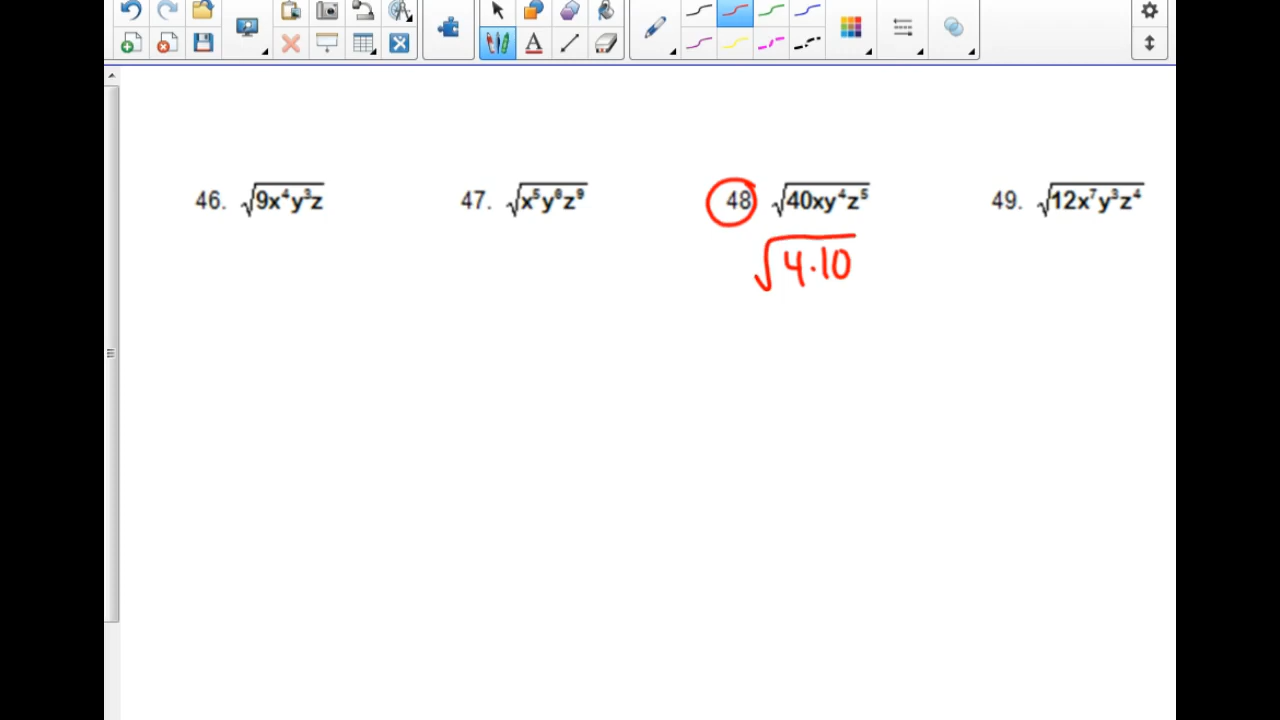 46. √9x⁴y³z 47. √x⁵y⁸z⁹ 48 √40xy⁴z⁵ 49. √12x⁷y³z⁴
√4·10